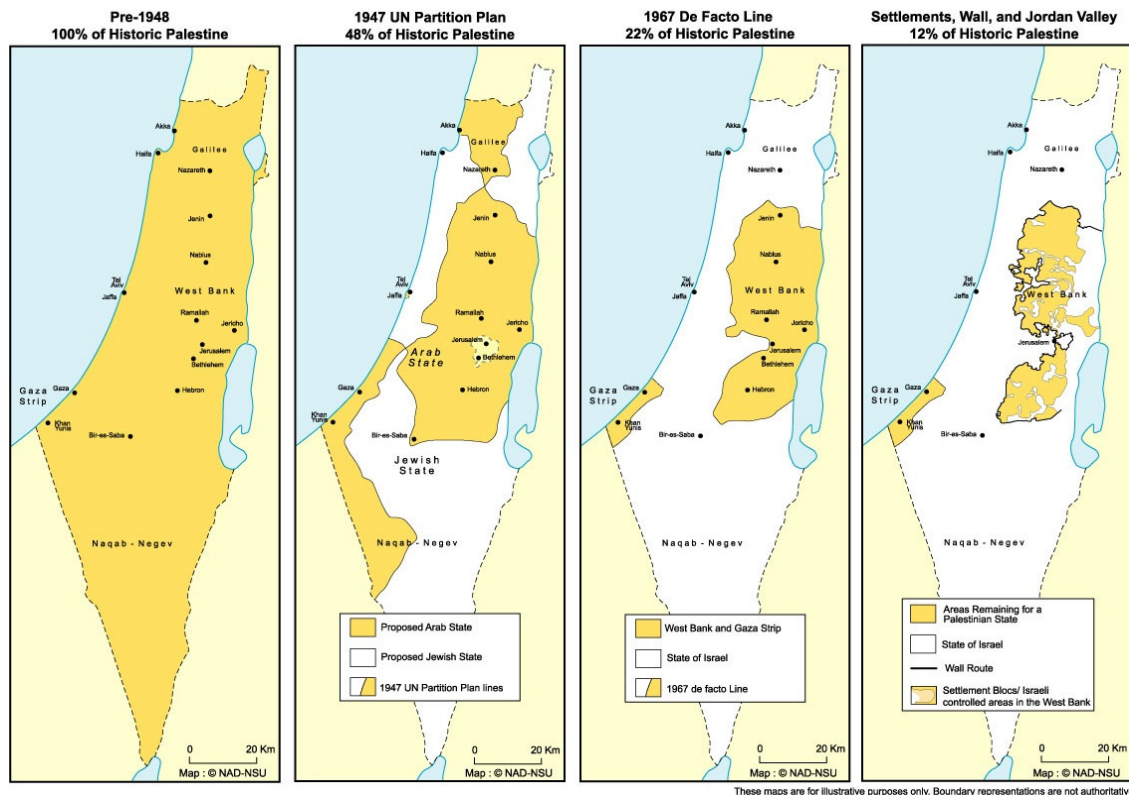 Pre-1948
100% of Historic Palestine
Akka
Haifa
Galilee
Nazareth
Jenin
Nablus
Tel
Aviv
Jaffa
West Bank
Ramallah
Jericho
Jerusalem
Bethlehem
Gaza
Strip
Gaza
Hebron
Khan
Yunis
Bir-es-Saba
Naqab - Negev
0 20 Km
Map : © NAD-NSU
1947 UN Partition Plan
48% of Historic Palestine
Akka
Haifa
Galilee
Nazareth
Jenin
Nablus
Tel
Aviv
Jaffa
West Bank
Ramallah
Jericho
Jerusalem
Arab
State
Bethlehem
Gaza
Strip
Gaza
Hebron
Khan
Yunis
Bir-es-Saba
Jewish
State
Naqab - Negev
Proposed Arab State
Proposed Jewish State
1947 UN Partition Plan lines
0 20 Km
Map : © NAD-NSU
1967 De Facto Line
22% of Historic Palestine
Akka
Haifa
Galilee
Nazareth
Jenin
Nablus
Tel
Aviv
Jaffa
West Bank
Ramallah
Jericho
Jerusalem
Bethlehem
Gaza
Strip
Gaza
Hebron
Khan
Yunis
Bir-es-Saba
Naqab - Negev
West Bank and Gaza Strip
State of Israel
1967 de facto Line
0 20 Km
Map : © NAD-NSU
Settlements, Wall, and Jordan Valley
12% of Historic Palestine
Akka
Haifa
Galilee
Nazareth
Tel
Aviv
Jaffa
West Bank
Jerusalem
Gaza
Strip
Gaza
Khan
Yunis
Bir-es-Saba
Naqab - Negev
Areas Remaining for a
Palestinian State
State of Israel
Wall Route
Settlement Blocs/ Israeli
controlled areas in the West Bank
0 20 Km
Map : © NAD-NSU
These maps are for illustrative purposes only. Boundary representations are not authoritative